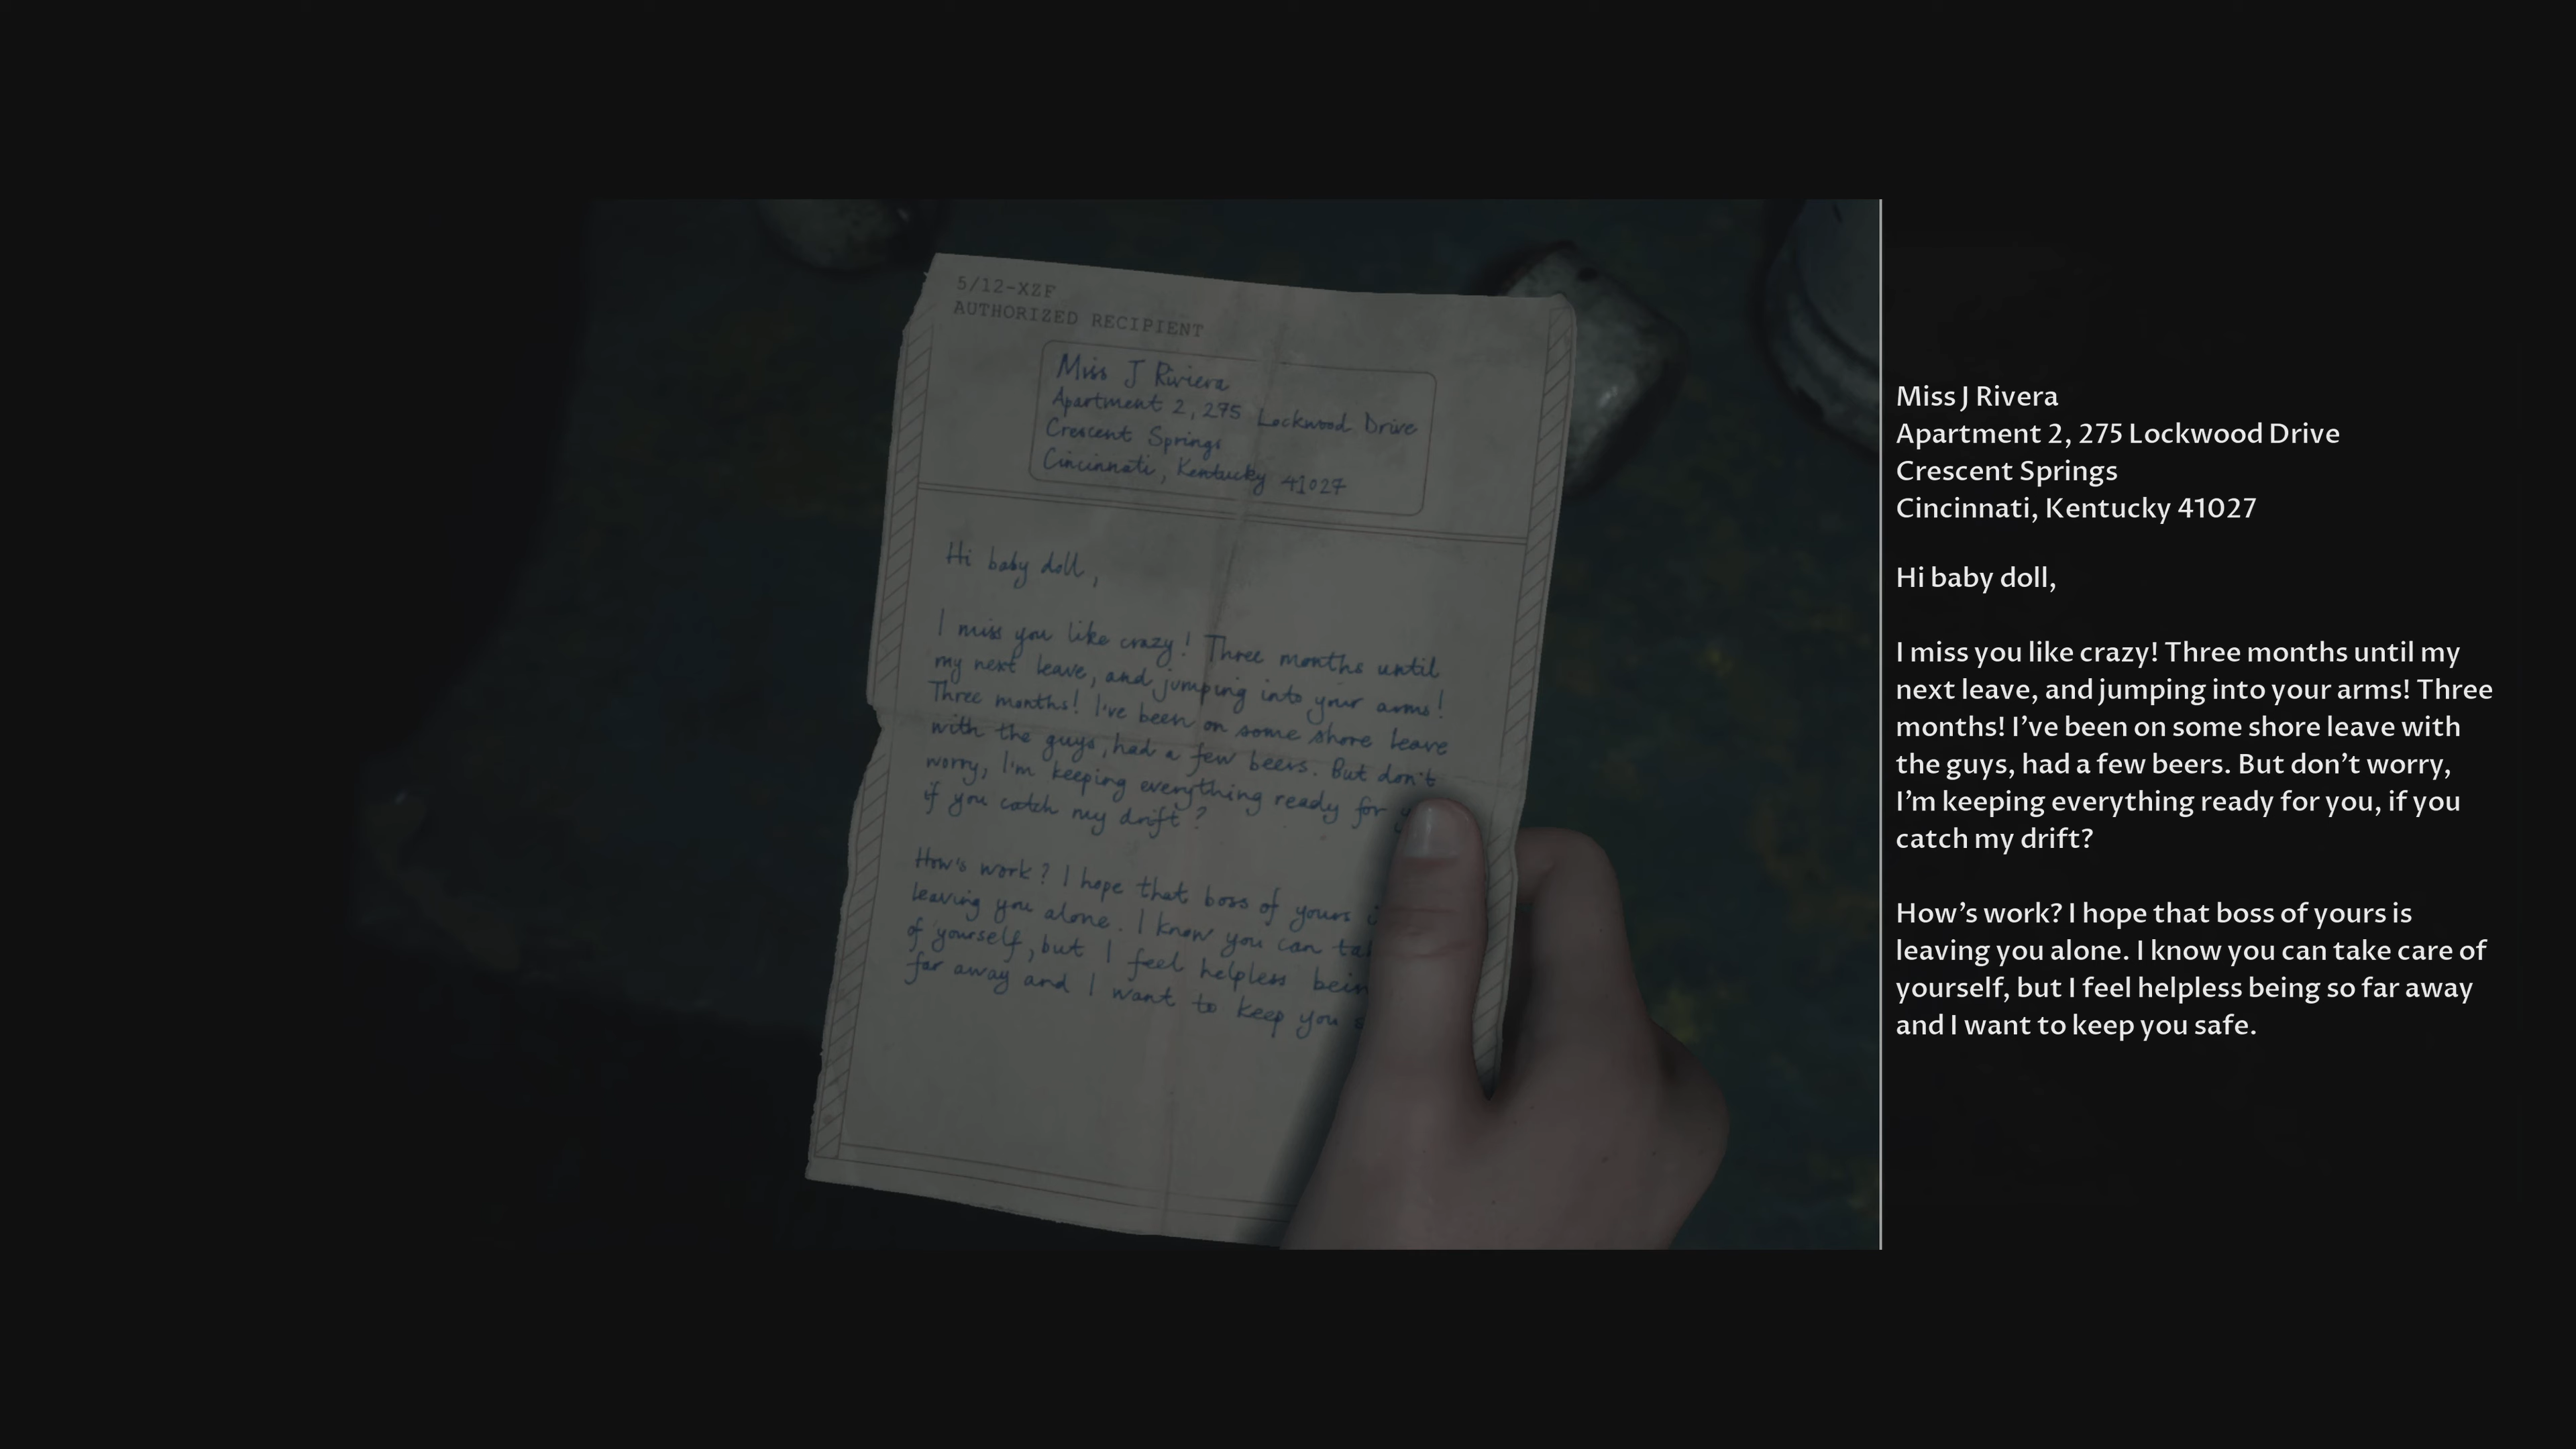 5/12-XZF
AUTHORIZED RECIPIENT
Miss J Riviera
Apartment 2, 275 Lockwood Drive
Crescent Springs
Cincinnati, Kentucky 41027
Hi baby doll,
I miss you like crazy! Three months until
my next leave, and jumping into your arms!
Three months! I've been on some shore leave
with the guys, had a few beers. But don't
worry, I'm keeping everything ready for
if you catch my drift?
How's work? I hope that boss of yours
leaving you alone. I know you can
of yourself, but I feel helpless
far away and I want to keep you
Miss J Rivera
Apartment 2, 275 Lockwood Drive
Crescent Springs
Cincinnati, Kentucky 41027
Hi baby doll,
I miss you like crazy! Three months until my
next leave, and jumping into your arms! Three
months! I've been on some shore leave with
the guys, had a few beers. But don't worry,
I'm keeping everything ready for you, if you
catch my drift?
How's work? I hope that boss of yours is
leaving you alone. I know you can take care of
yourself, but I feel helpless being so far away
and I want to keep you safe.